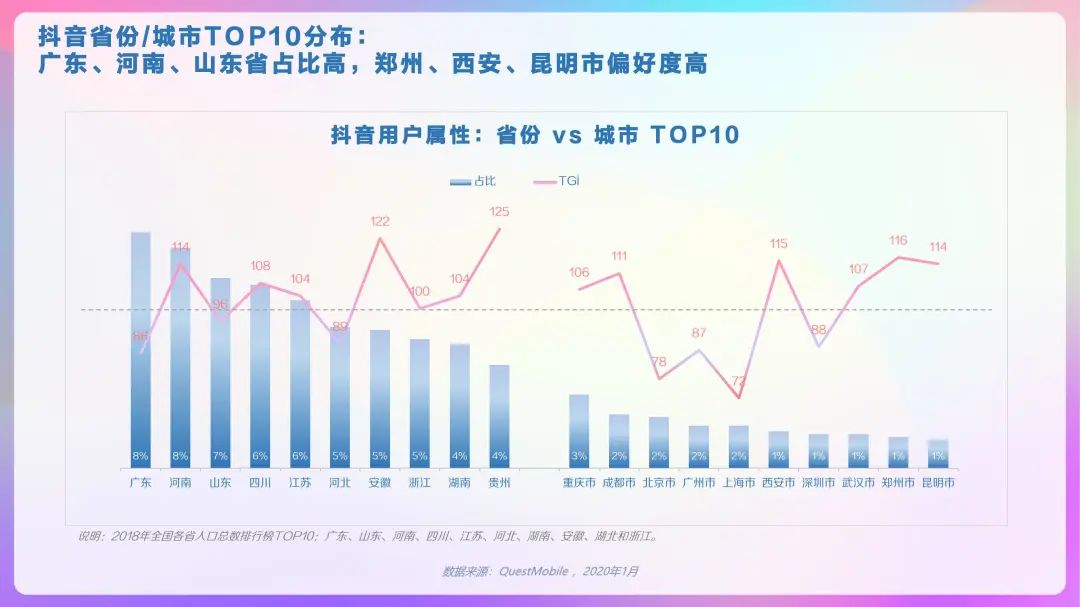 抖音省份/城市TOP10分布：
广东、河南、山东省占比高，郑州、西安、昆明市偏好度高
抖音用户属性：省份 vs 城市 TOP10
占比 TGI
86 114 96 108 104 89 122 100 104 125 106 111 78 87 72 115 88 107 116 114
8% 8% 7% 6% 6% 5% 5% 5% 4% 4% 3% 2% 2% 2% 2% 1% 1% 1% 1% 1%
广东 河南 山东 四川 江苏 河北 安徽 浙江 湖南 贵州 重庆市 成都市 北京市 广州市 上海市 西安市 深圳市 武汉市 郑州市 昆明市
说明：2018年全国各省人口总数排行榜TOP10：广东、山东、河南、四川、江苏、河北、湖南、安徽、湖北和浙江。
数据来源：QuestMobile，2020年1月